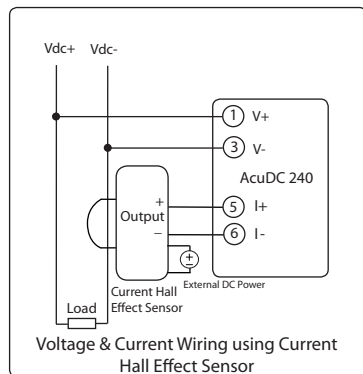 Vdc+ Vdc-
1 V+
3 V-
AcuDC 240
+
Output
5 I+
−
6 I-
+
−
External DC Power
Current Hall
Effect Sensor
Load
Voltage & Current Wiring using Current
Hall Effect Sensor